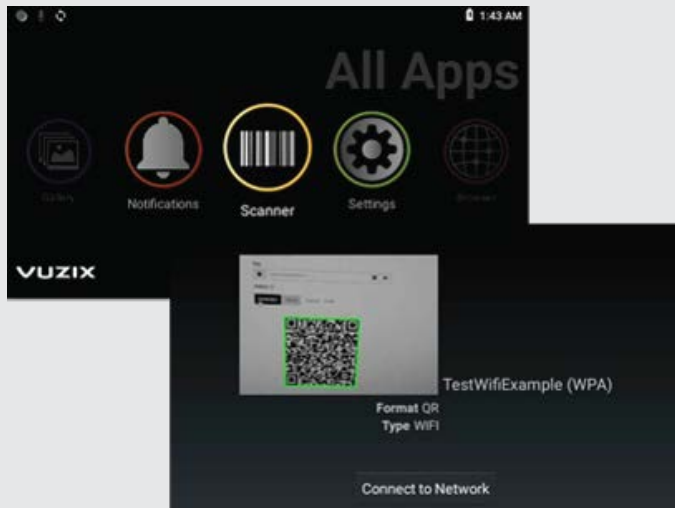 1:43 AM
All Apps
Gallery
Notifications
Scanner
Settings
Browser
VUZIX
TestWifiExample (WPA)
Format QR
Type WIFI
Connect to Network